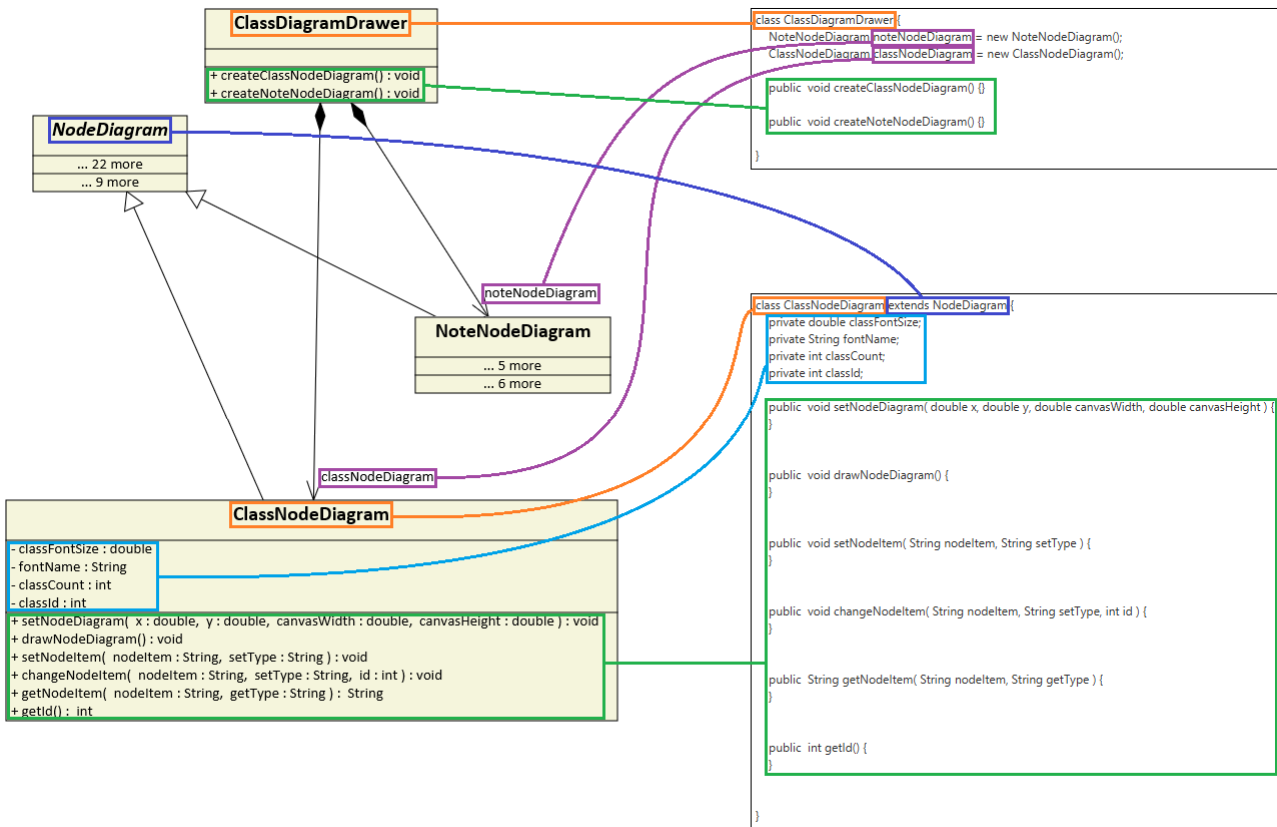 ClassDiagramDrawer
+ createClassNodeDiagram() : void
+ createNoteNodeDiagram() : void
NodeDiagram
... 22 more
... 9 more
noteNodeDiagram
NoteNodeDiagram
... 5 more
... 6 more
classNodeDiagram
ClassNodeDiagram
- classFontSize : double
- fontName : String
- classCount : int
- classId : int
+ setNodeDiagram( x : double, y : double, canvasWidth : double, canvasHeight : double ) : void
+ drawNodeDiagram() : void
+ setNodeItem( nodeItem : String, setType : String ) : void
+ changeNodeItem( nodeItem : String, setType : String, id : int ) : void
+ getNodeItem( nodeItem : String, getType : String ) : String
+ getId() : int
class ClassDiagramDrawer {
NoteNodeDiagram noteNodeDiagram = new NoteNodeDiagram();
ClassNodeDiagram classNodeDiagram = new ClassNodeDiagram();
public void createClassNodeDiagram() {}
public void createNoteNodeDiagram() {}
}
class ClassNodeDiagram extends NodeDiagram {
private double classFontSize;
private String fontName;
private int classCount;
private int classId;
public void setNodeDiagram( double x, double y, double canvasWidth, double canvasHeight ) {
}
public void drawNodeDiagram() {
}
public void setNodeItem( String nodeItem, String setType ) {
}
public void changeNodeItem( String nodeItem, String setType, int id ) {
}
public String getNodeItem( String nodeItem, String getType ) {
}
public int getId() {
}
}